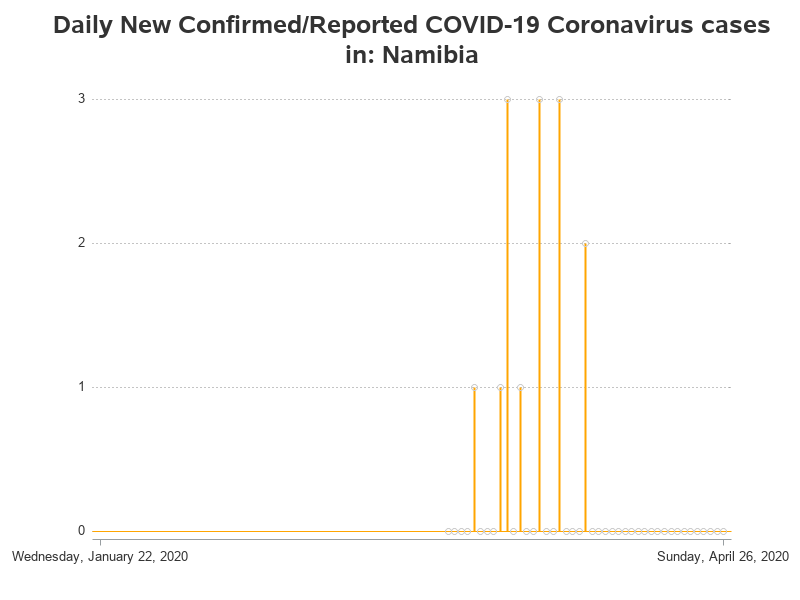 Daily New Confirmed/Reported COVID-19 Coronavirus cases
in: Namibia
3
2
1
0
Wednesday, January 22, 2020
Sunday, April 26, 2020